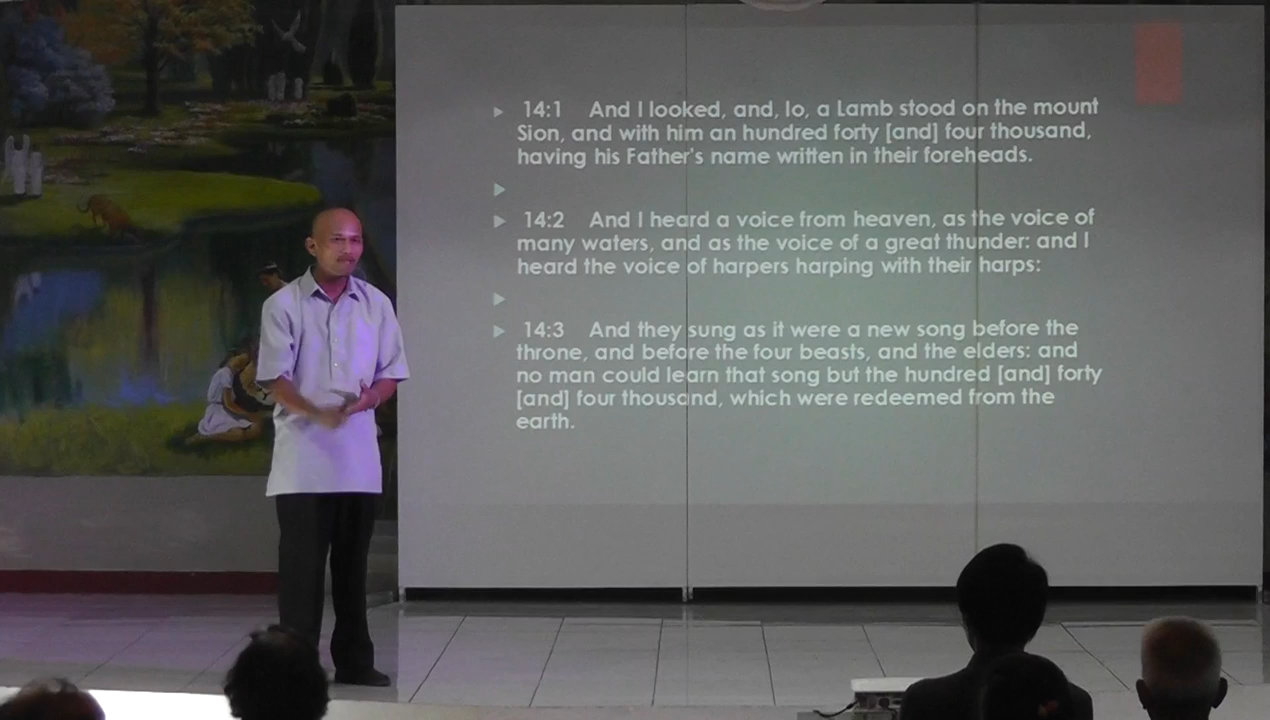 14:1 And I looked, and, lo, a Lamb stood on the mount
Sion, and with him an hundred forty [and] four thousand,
having his Father's name written in their foreheads.
14:2 And I heard a voice from heaven, as the voice of
many waters, and as the voice of a great thunder: and I
heard the voice of harpers harping with their harps:
14:3 And they sung as it were a new song before the
throne, and before the four beasts, and the elders: and
no man could learn that song but the hundred [and] forty
[and] four thousand, which were redeemed from the
earth.